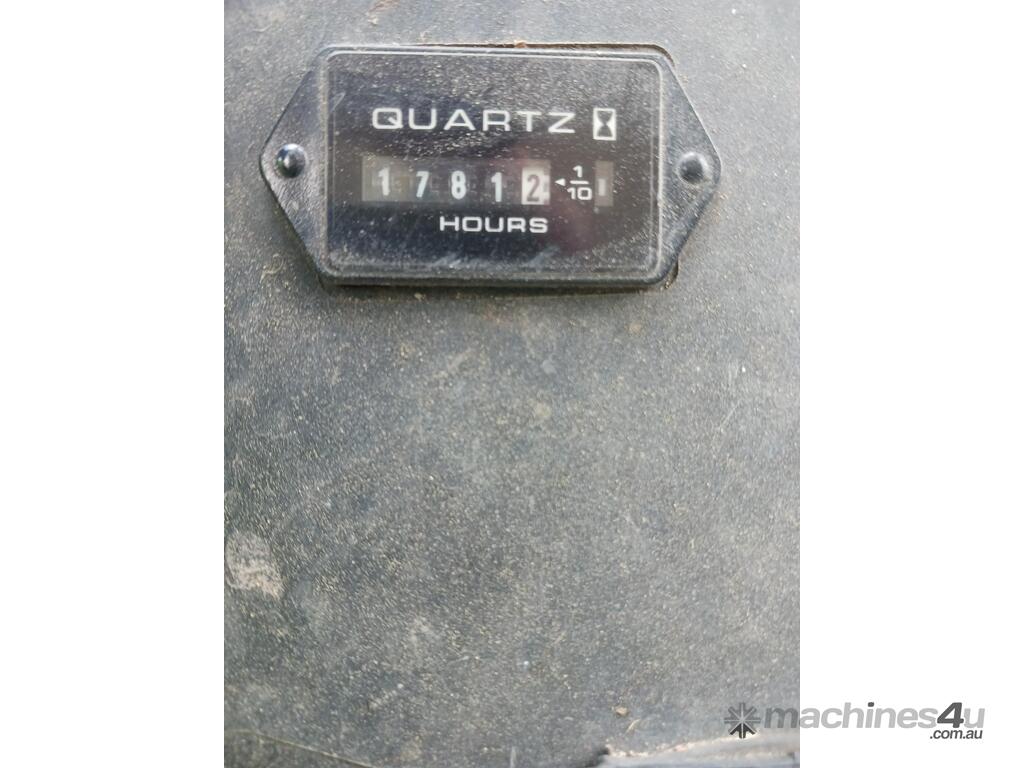 QUARTZ
17812 1/10
HOURS
machines4u
.com.au